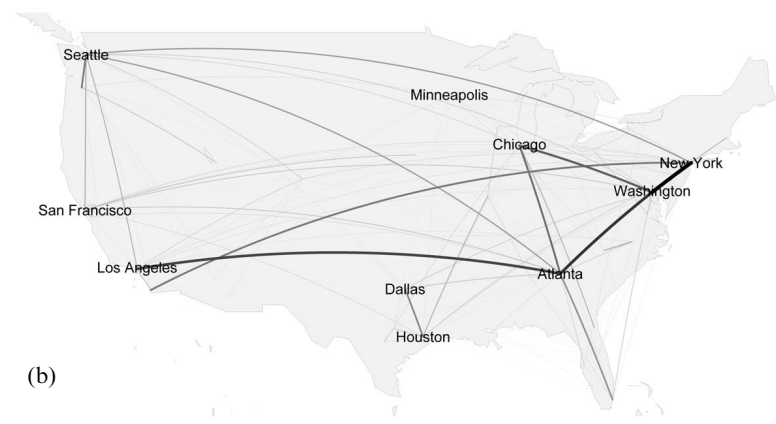 Seattle
Minneapolis
Chicago
New York
Washington
San Francisco
Los Angeles
Atlanta
Dallas
Houston
(b)